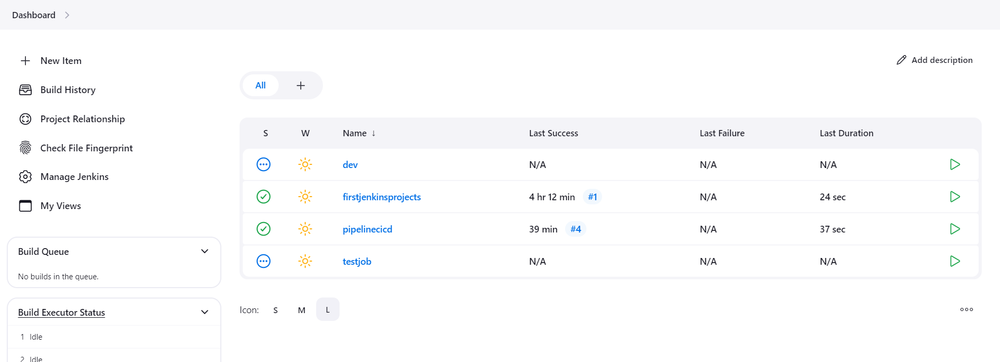 Dashboard
New Item
Build History
Project Relationship
Check File Fingerprint
Manage Jenkins
My Views
Build Queue
No builds in the queue.
Build Executor Status
1 Idle
2 Idle
Add description
All +
S W Name ↓ Last Success Last Failure Last Duration
dev N/A N/A N/A
firstjenkinsprojects 4 hr 12 min #1 N/A 24 sec
pipelinecicd 39 min #4 N/A 37 sec
testjob N/A N/A N/A
Icon: S M L